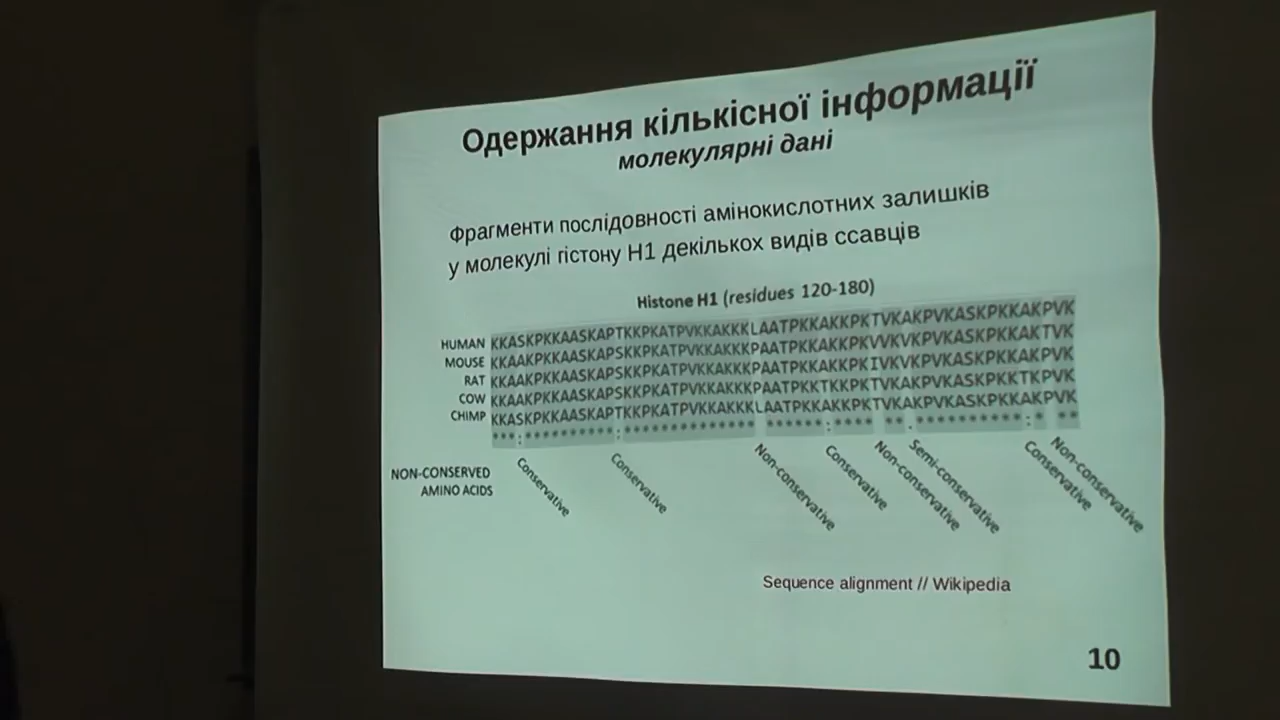 Одержання кількісної інформації
молекулярні дані
Фрагменти послідовності амінокислотних залишків
у молекулі гістону H1 декількох видів ссавців
Histone H1 (residues 120-180)
HUMAN KKASKPKKAASKAPTKKPKATPVKKAKKKLAATPKKAKKPKTVKAKPVKASKPKKAKPVK
MOUSE KKAAKPKKAASKAPSKKPKATPVKKAKKKPAATPKKAKKPKVVKVKPVKASKPKKAKTVK
RAT KKAAKPKKAASKAPSKKPKATPVKKAKKKPAATPKKAKKPKIVKVKPVKASKPKKAKPVK
COW KKAAKPKKAASKAPSKKPKATPVKKAKKKPAATPKKTKKPKTVKAKPVKASKPKKTKPVK
CHIMP KKASKPKKAASKAPTKKPKATPVKKAKKKLAATPKKAKKPKTVKAKPVKASKPKKAKPVK
***:**********:************** ******:**** **.**********:* **
NON-CONSERVED
AMINO ACIDS
Conservative
Conservative
Non-conservative
Conservative
Non-conservative
Semi-conservative
Conservative
Non-conservative
Sequence alignment // Wikipedia
10